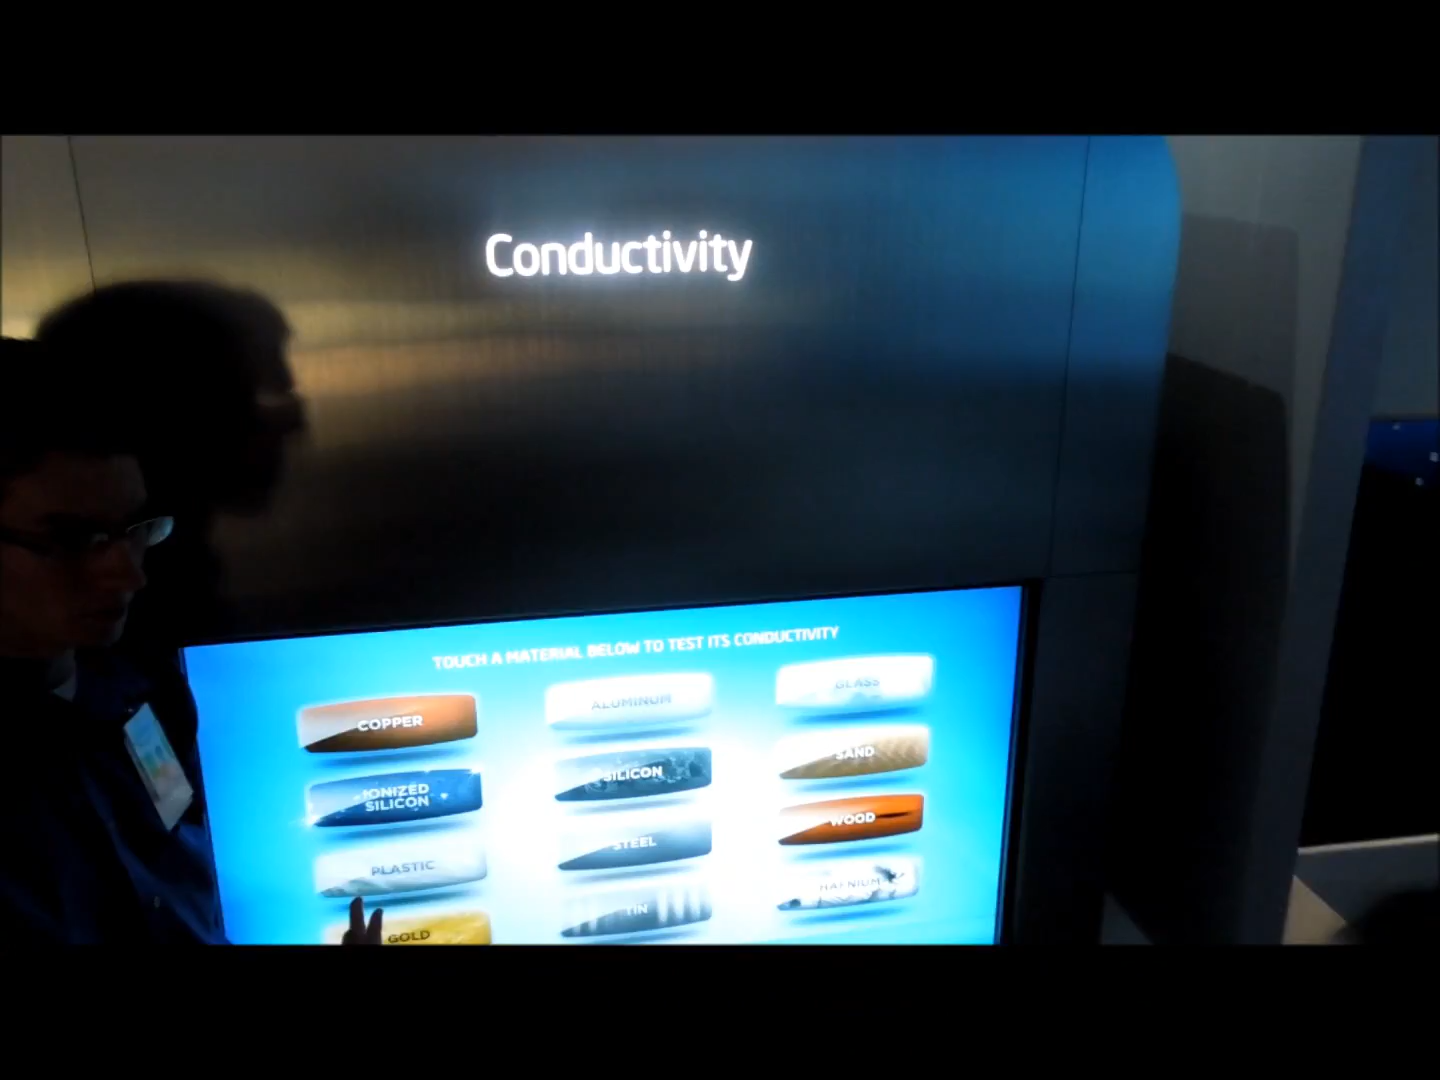 Conductivity
TOUCH A MATERIAL BELOW TO TEST ITS CONDUCTIVITY
COPPER
ALUMINUM
GLASS
IONIZED
SILICON
SILICON
SAND
PLASTIC
STEEL
WOOD
GOLD
TIN
HAFNIUM